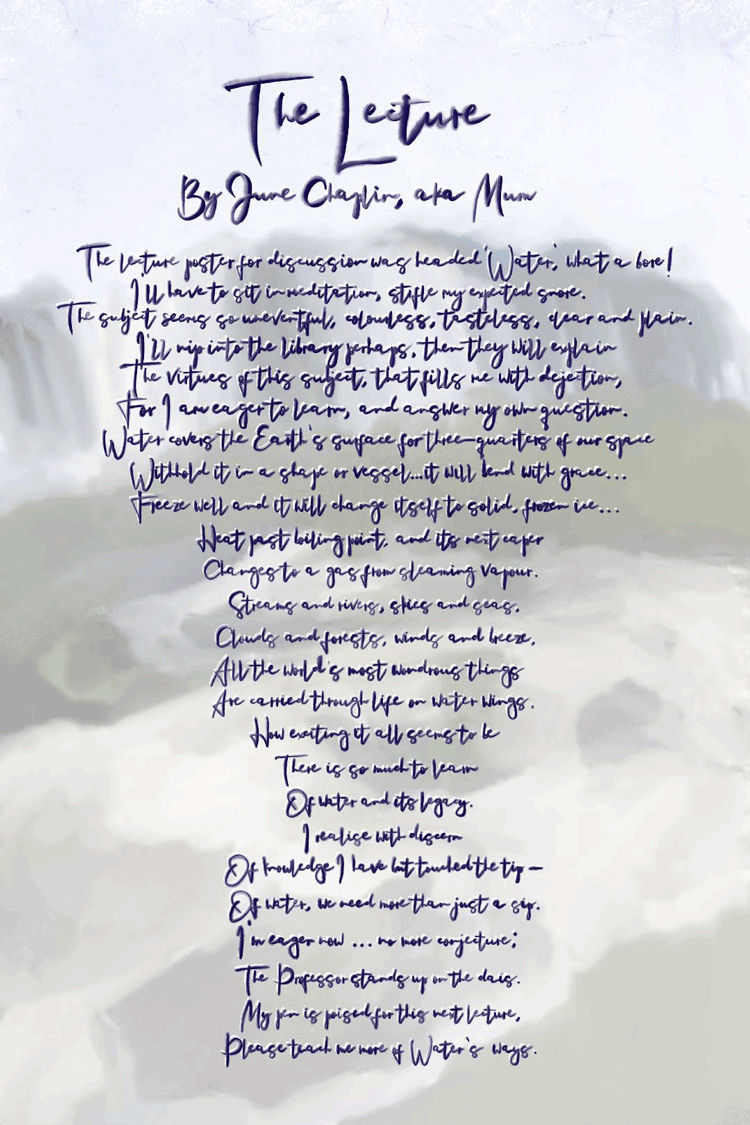 The Lecture
By June Chaplin, aka Mum
The lecture poster for discussion was headed 'Water,' what a bore!
I'll have to sit in meditation, stifle my expected snore.
The subject seems so uneventful, colourless, tasteless, clear and plain.
I'll nip into the library perhaps, then they will explain
The virtues of this subject, that fills me with dejection,
For I am eager to learn, and answer my own question.
Water covers the Earth's surface for three-quarters of our space
Withhold it in a shape or vessel...it will bend with grace...
Freeze well and it will change itself to solid, frozen ice...
Heat past boiling point, and its next caper
Changes to a gas from steaming vapour.
Streams and rivers, skies and seas,
Clouds and forests, winds and breeze,
All the world's most wondrous things
Are carried through life on water wings.
How exciting it all seems to be
There is so much to learn
Of water and its legacy.
I realise with discern
Of knowledge I have but touched the tip –
Of water, we need more than just a sip.
I'm eager now ... no more conjecture;
The Professor stands up on the dais.
My pen is poised for this next lecture,
Please teach me more of Water's ways.